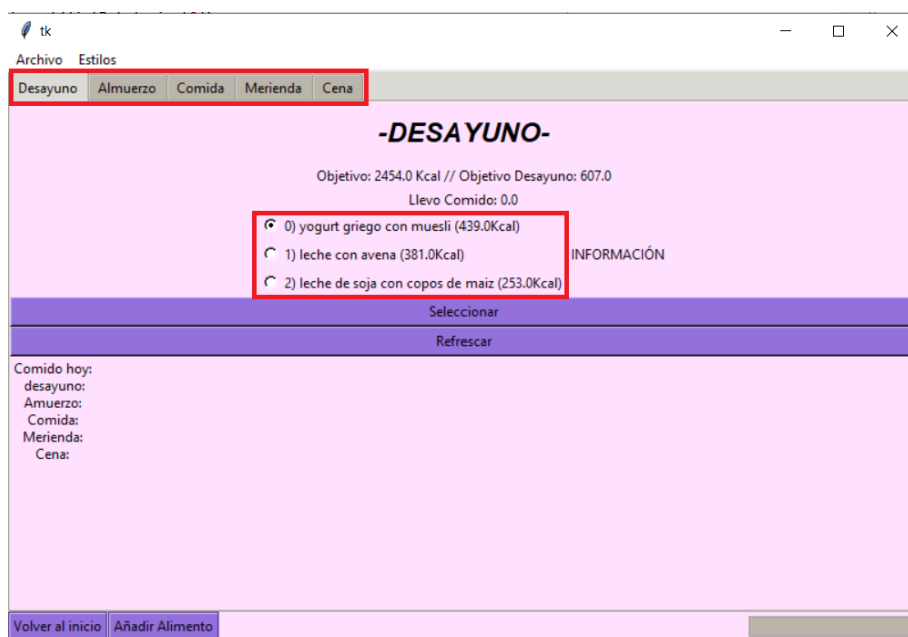 tk
Archivo Estilos
Desayuno Almuerzo Comida Merienda Cena
-DESAYUNO-
Objetivo: 2454.0 Kcal // Objetivo Desayuno: 607.0
Llevo Comido: 0.0
0) yogurt griego con muesli (439.0Kcal)
1) leche con avena (381.0Kcal) INFORMACIÓN
2) leche de soja con copos de maiz (253.0Kcal)
Seleccionar
Refrescar
Comido hoy:
desayuno:
Amuerzo:
Comida:
Merienda:
Cena:
Volver al inicio Añadir Alimento